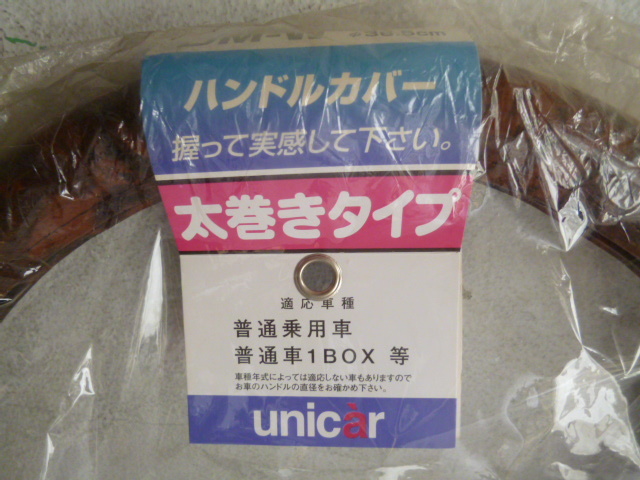 ハンドルカバー
握って実感して下さい。
太巻きタイプ
適応車種
普通乗用車
普通車1BOX 等
車種年式によっては適応しない車もありますので
お車のハンドルの直径をお確かめ下さい。
unicar